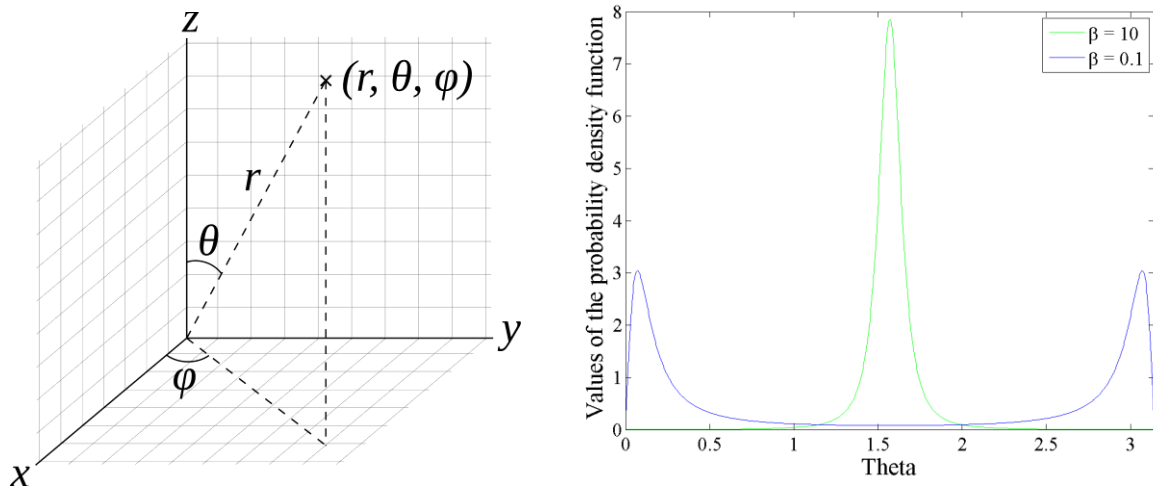 z
(r, θ, φ)
r
θ
y
φ
x
Values of the probability density function
8
7
6
5
4
3
2
1
0
β = 10
β = 0.1
0
0.5
1
1.5
2
2.5
3
Theta